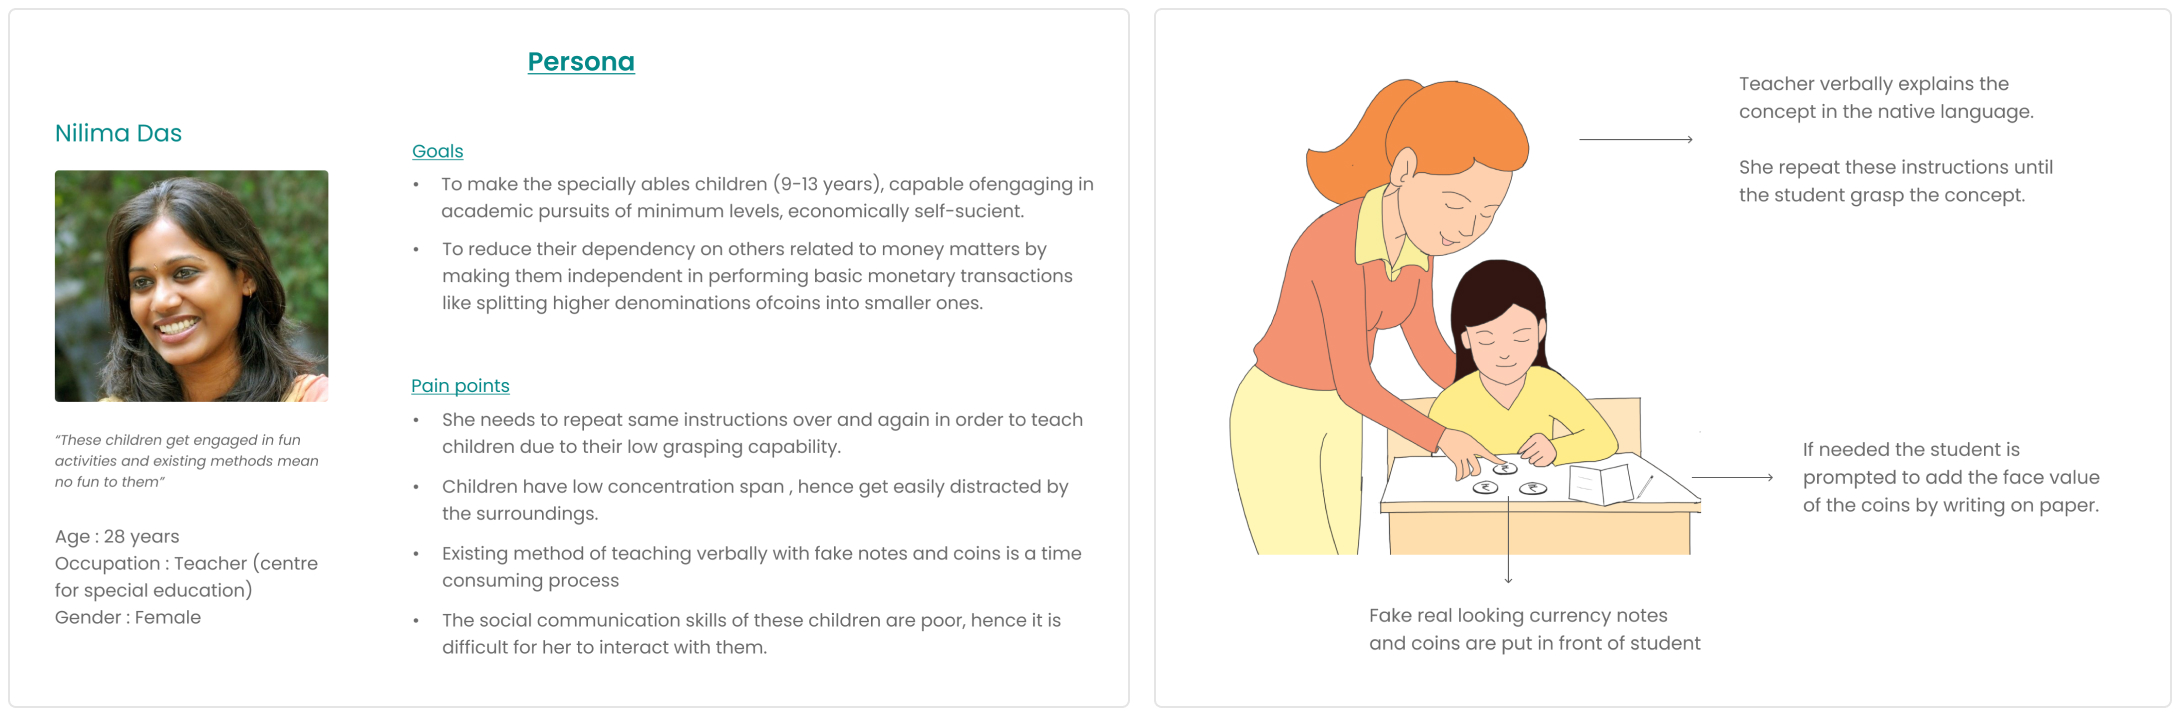 Persona
Nilima Das
“These children get engaged in fun
activities and existing methods mean
no fun to them”
Age : 28 years
Occupation : Teacher (centre
for special education)
Gender : Female
Goals
• To make the specially ables children (9-13 years), capable ofengaging in
academic pursuits of minimum levels, economically self-sucient.
• To reduce their dependency on others related to money matters by
making them independent in performing basic monetary transactions
like splitting higher denominations ofcoins into smaller ones.
Pain points
• She needs to repeat same instructions over and again in order to teach
children due to their low grasping capability.
• Children have low concentration span , hence get easily distracted by
the surroundings.
• Existing method of teaching verbally with fake notes and coins is a time
consuming process
• The social communication skills of these children are poor, hence it is
difficult for her to interact with them.
Teacher verbally explains the
concept in the native language.
She repeat these instructions until
the student grasp the concept.
₹
₹ ₹
If needed the student is
prompted to add the face value
of the coins by writing on paper.
Fake real looking currency notes
and coins are put in front of student